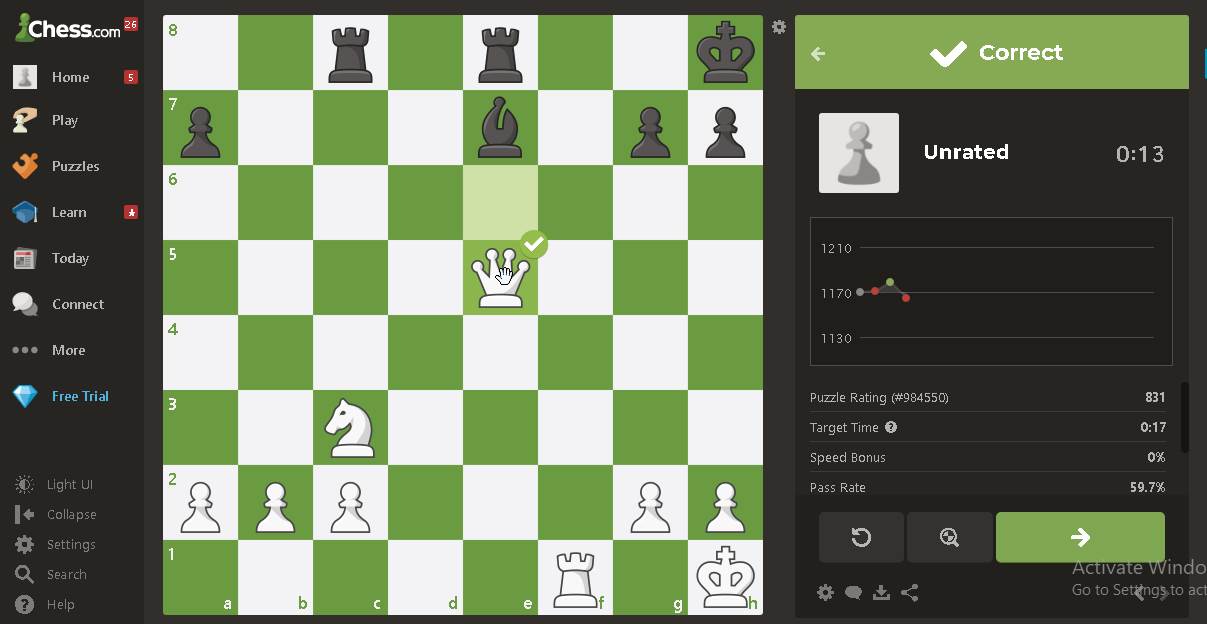 Chess.com 26
Home 5
Play
Puzzles
Learn
Today
Connect
More
Free Trial
Light UI
Collapse
Settings
Search
Help
8
7
6
5
4
3
2
1
a b c d e f g h
Correct
Unrated 0:13
1210
1170
1130
Puzzle Rating (#984550) 831
Target Time ? 0:17
Speed Bonus 0%
Pass Rate 59.7%
Activate Windo
Go to Settings to act